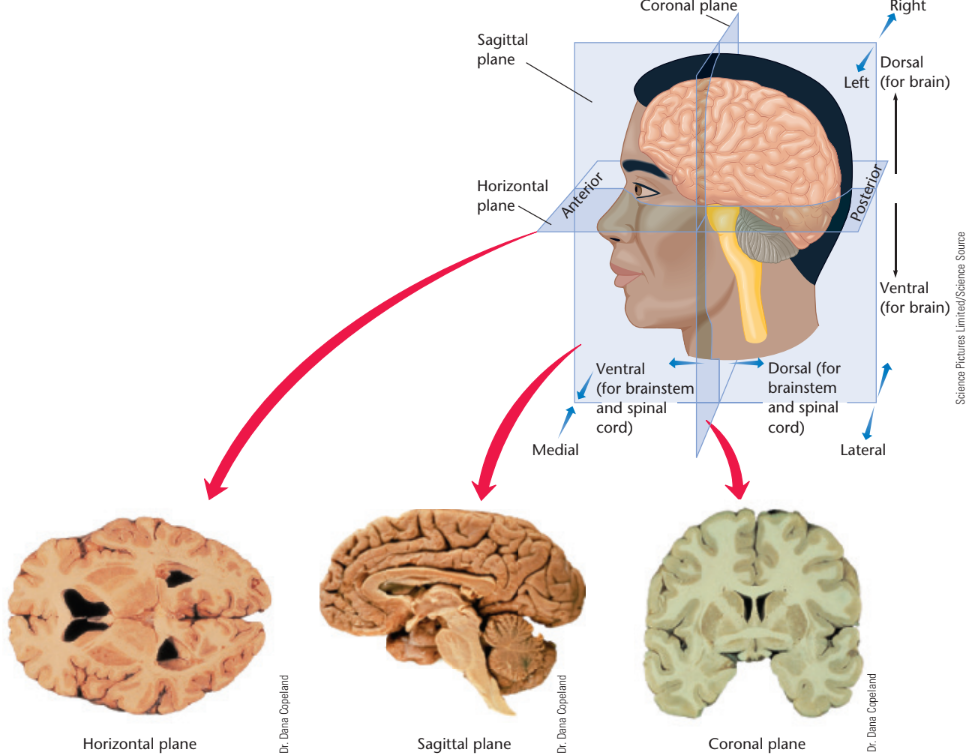 Coronal plane
Right
Sagittal
plane
Left
Dorsal
(for brain)
Horizontal
plane
Anterior
Posterior
Ventral
(for brain)
Ventral
(for brainstem
and spinal
cord)
Dorsal (for
brainstem
and spinal
cord)
Medial
Lateral
Science Pictures Limited/Science Source
Horizontal plane
Dr. Dana Copeland
Sagittal plane
Dr. Dana Copeland
Coronal plane
Dr. Dana Copeland